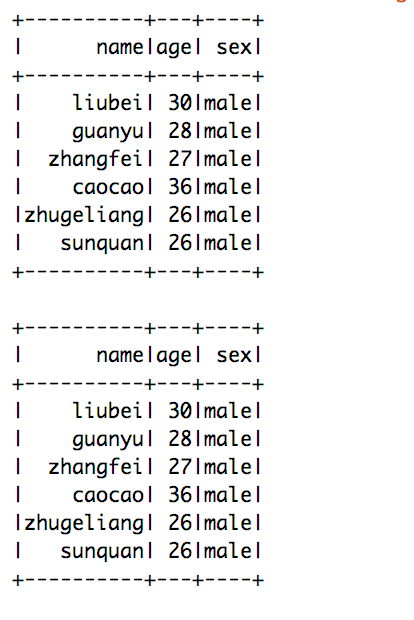 +----------+---+----+
|      name|age| sex|
+----------+---+----+
|    liubei| 30|male|
|    guanyu| 28|male|
|  zhangfei| 27|male|
|    caocao| 36|male|
|zhugeliang| 26|male|
|   sunquan| 26|male|
+----------+---+----+

+----------+---+----+
|      name|age| sex|
+----------+---+----+
|    liubei| 30|male|
|    guanyu| 28|male|
|  zhangfei| 27|male|
|    caocao| 36|male|
|zhugeliang| 26|male|
|   sunquan| 26|male|
+----------+---+----+